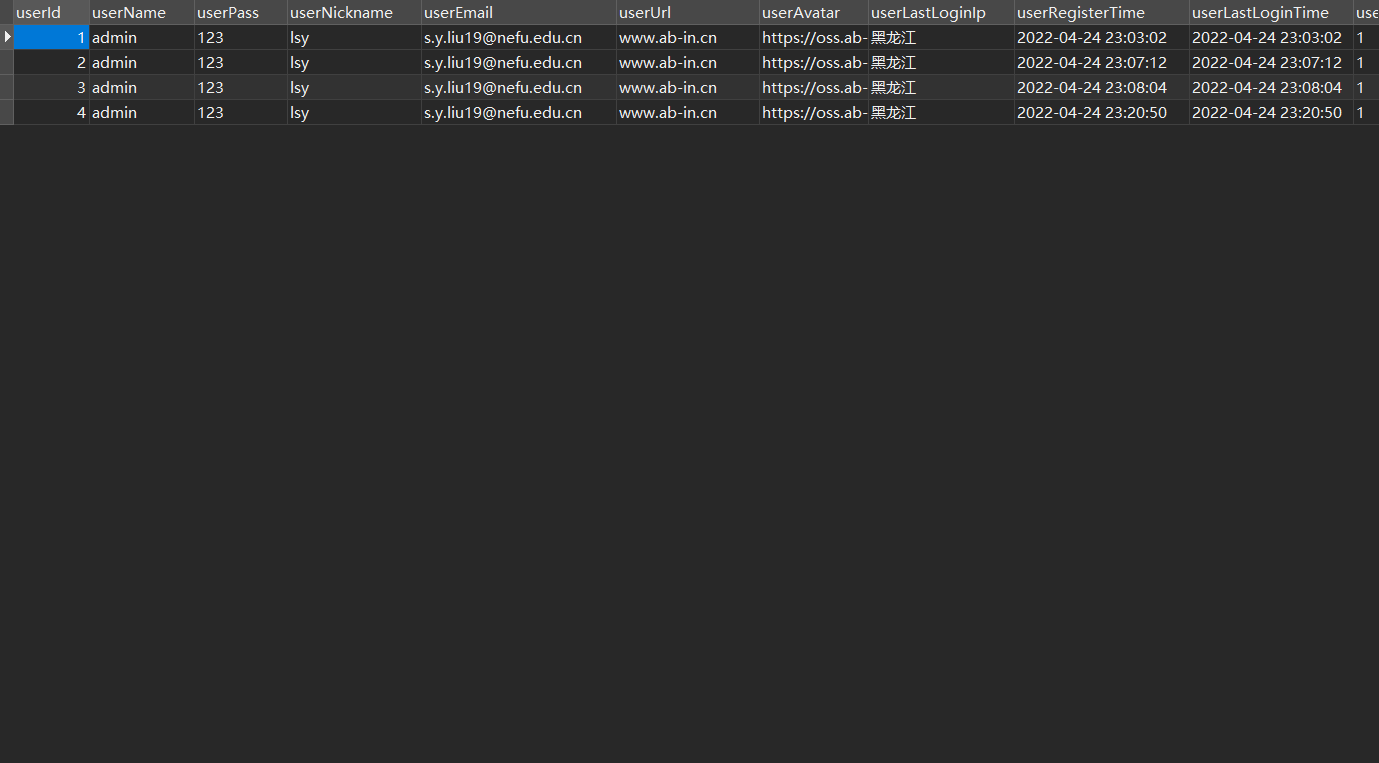 userId userName userPass userNickname userEmail userUrl userAvatar userLastLoginIp userRegisterTime userLastLoginTime
1 admin 123 lsy s.y.liu19@nefu.edu.cn www.ab-in.cn https://oss.ab- 黑龙江 2022-04-24 23:03:02 2022-04-24 23:03:02 1
2 admin 123 lsy s.y.liu19@nefu.edu.cn www.ab-in.cn https://oss.ab- 黑龙江 2022-04-24 23:07:12 2022-04-24 23:07:12 1
3 admin 123 lsy s.y.liu19@nefu.edu.cn www.ab-in.cn https://oss.ab- 黑龙江 2022-04-24 23:08:04 2022-04-24 23:08:04 1
4 admin 123 lsy s.y.liu19@nefu.edu.cn www.ab-in.cn https://oss.ab- 黑龙江 2022-04-24 23:20:50 2022-04-24 23:20:50 1